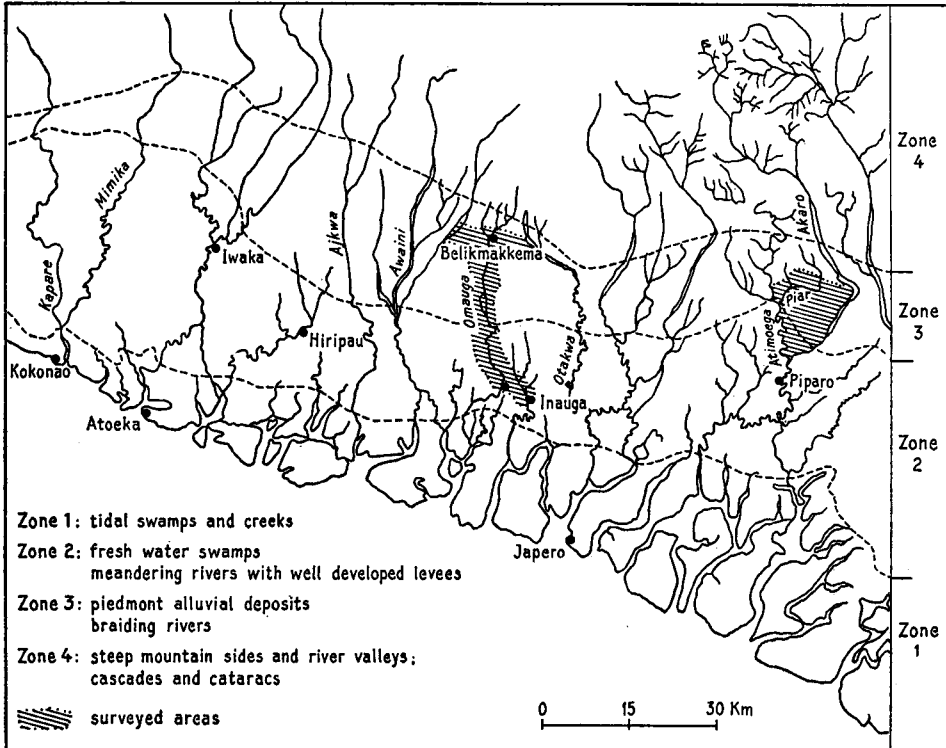 Zone
4
Kapare
Mimika
Iwaka
Ajkwa
Awaini
Belikmakkema
Akaro
Omauga
Hiripau
Otakwa
Atimoega
Piar
Zone
3
Kokonao
Atoeka
Inauga
Piparo
Zone
2
Japero
Zone 1: tidal swamps and creeks
Zone 2: fresh water swamps
meandering rivers with well developed levees
Zone 3: piedmont alluvial deposits
braiding rivers
Zone 4: steep mountain sides and river valleys;
cascades and cataracs
surveyed areas
0 15 30 Km
Zone
1